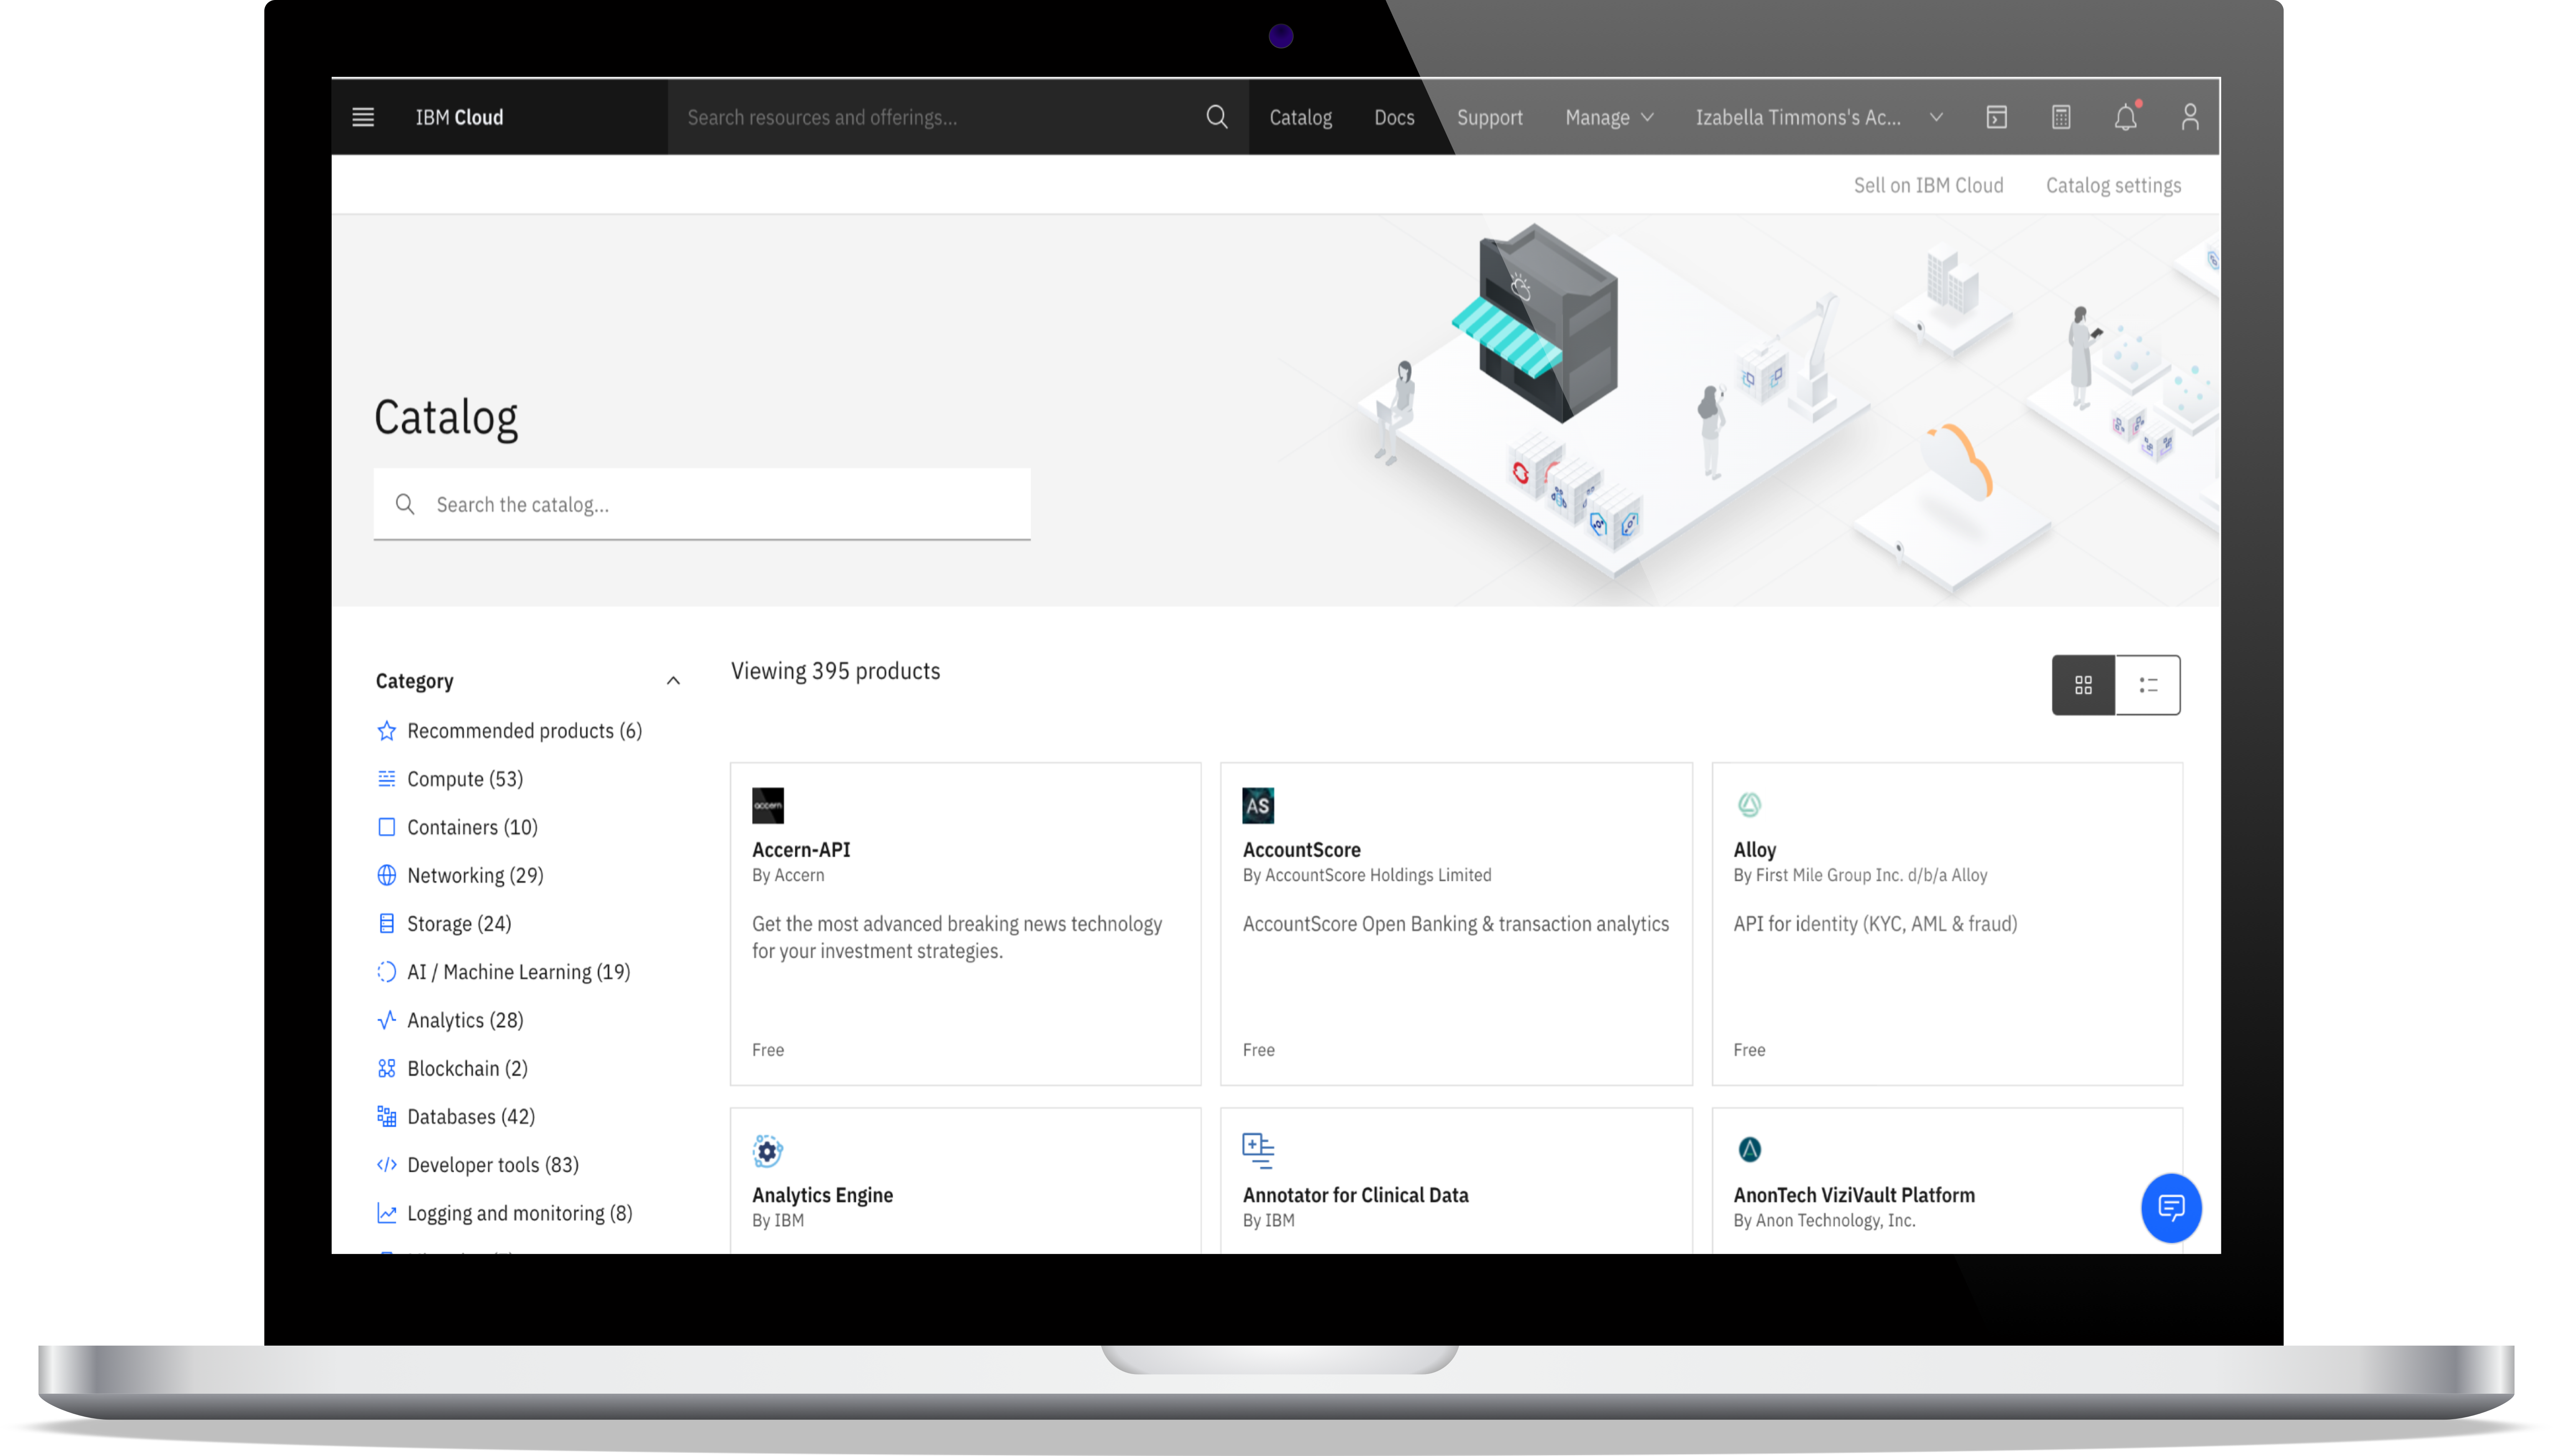 IBM Cloud
Search resources and offerings...
Catalog
Docs
Support
Manage
Izabella Timmons's Ac...
Sell on IBM Cloud
Catalog settings
Catalog
Search the catalog...
Category
Recommended products (6)
Compute (53)
Containers (10)
Networking (29)
Storage (24)
AI / Machine Learning (19)
Analytics (28)
Blockchain (2)
Databases (42)
Developer tools (83)
Logging and monitoring (8)
Viewing 395 products
accern
Accern-API
By Accern
Get the most advanced breaking news technology
for your investment strategies.
Free
AS
AccountScore
By AccountScore Holdings Limited
AccountScore Open Banking & transaction analytics
Free
Alloy
By First Mile Group Inc. d/b/a Alloy
API for identity (KYC, AML & fraud)
Free
Analytics Engine
By IBM
Annotator for Clinical Data
By IBM
AnonTech ViziVault Platform
By Anon Technology, Inc.